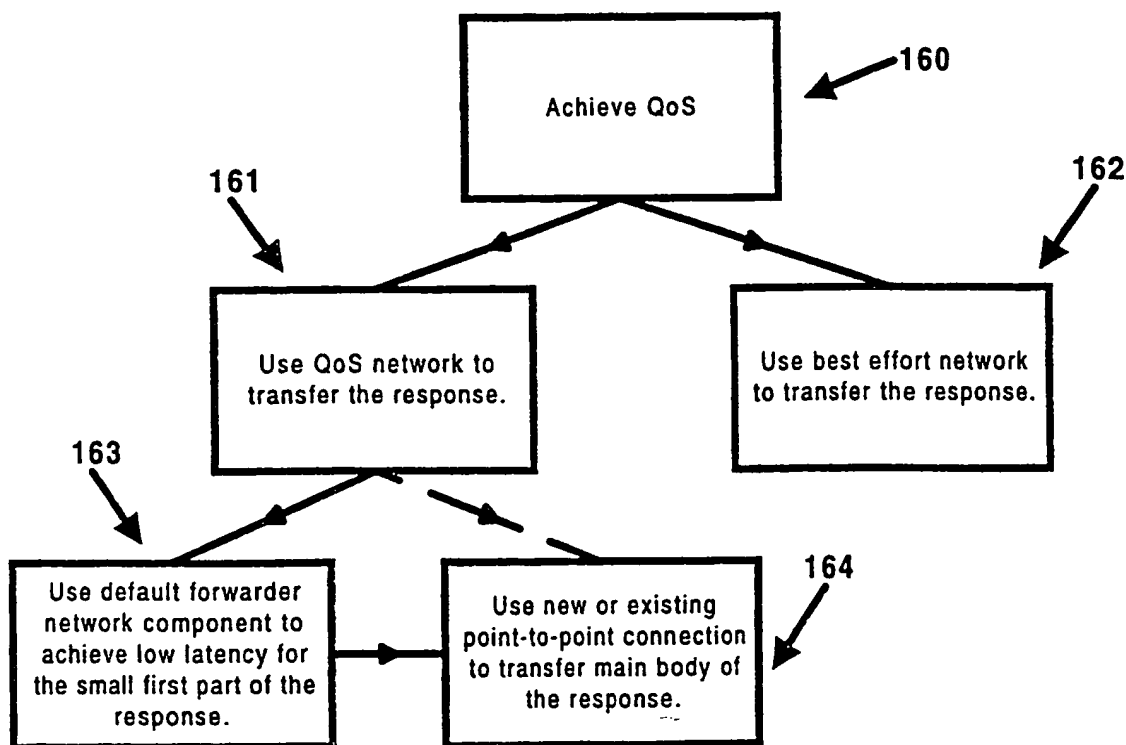 160
Achieve QoS
161
162
Use QoS network to
transfer the response.
Use best effort network
to transfer the response.
163
164
Use default forwarder
network component to
achieve low latency for
the small first part of the
response.
Use new or existing
point-to-point connection
to transfer main body of
the response.